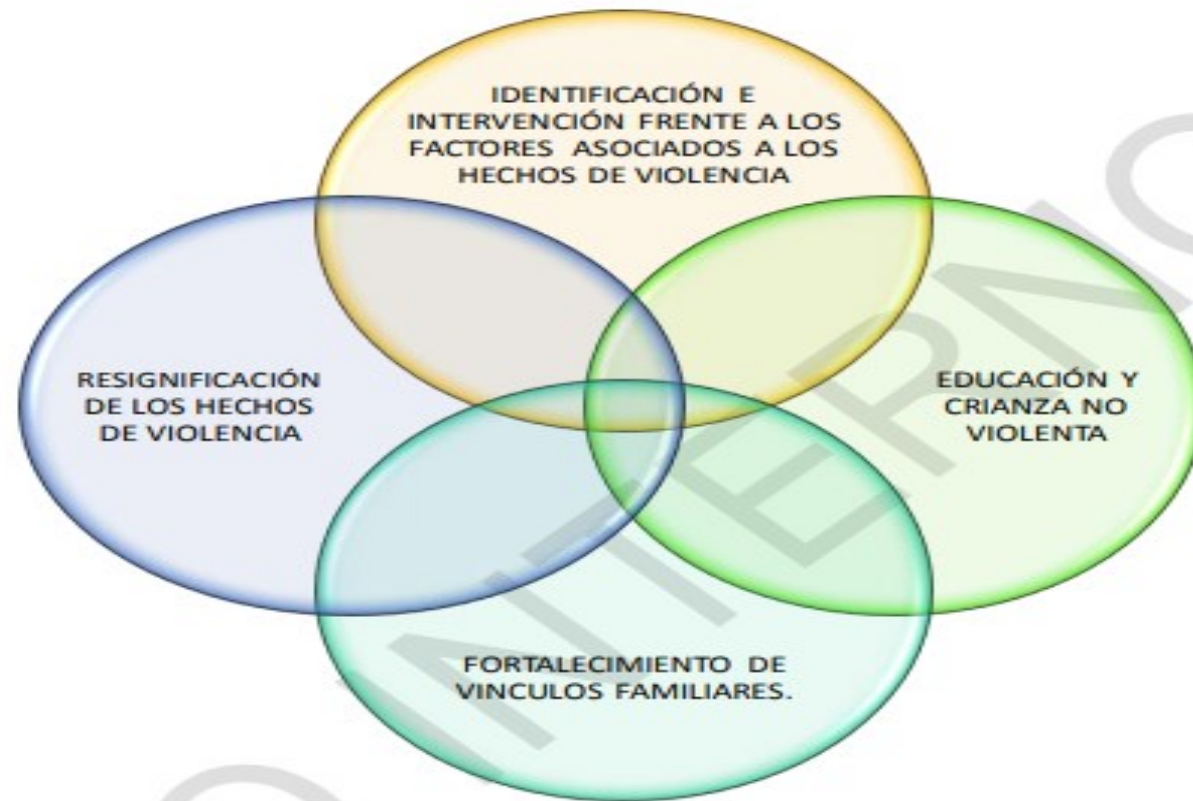 IDENTIFICACIÓN E
INTERVENCIÓN FRENTE A LOS
FACTORES ASOCIADOS A LOS
HECHOS DE VIOLENCIA
RESIGNIFICACIÓN
DE LOS HECHOS
DE VIOLENCIA
EDUCACIÓN Y
CRIANZA NO
VIOLENTA
FORTALECIMIENTO DE
VINCULOS FAMILIARES.
O INTERNO